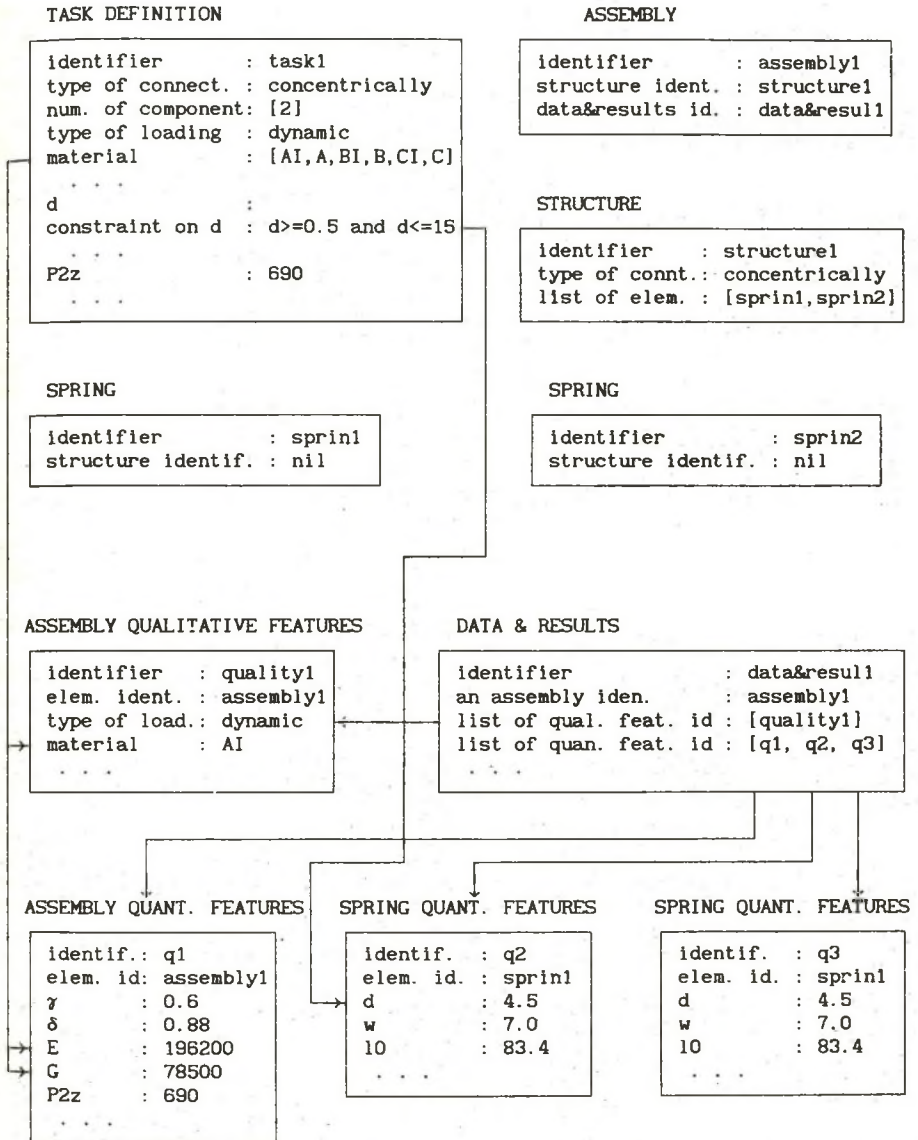 TASK DEFINITION
identifier : task1
type of connect. : concentrically
num. of component: [2]
type of loading : dynamic
material : [AI,A,BI,B,CI,C]
. . .
d :
constraint on d : d>=0.5 and d<=15
. . .
P2z : 690
. . .
ASSEMBLY
identifier : assembly1
structure ident. : structure1
data&results id. : data&resul1
STRUCTURE
identifier : structure1
type of connt.: concentrically
list of elem. : [sprin1,sprin2]
SPRING
identifier : sprin1
structure identif. : nil
SPRING
identifier : sprin2
structure identif. : nil
ASSEMBLY QUALITATIVE FEATURES
identifier : quality1
elem. ident. : assembly1
type of load.: dynamic
material : AI
. . .
DATA & RESULTS
identifier : data&resul1
an assembly iden. : assembly1
list of qual. feat. id : [quality1]
list of quan. feat. id : [q1, q2, q3]
. . .
ASSEMBLY QUANT. FEATURES
identif.: q1
elem. id: assembly1
γ : 0.6
δ : 0.88
E : 196200
G : 78500
P2z : 690
. . .
SPRING QUANT. FEATURES
identif. : q2
elem. id. : sprin1
d : 4.5
w : 7.0
l0 : 83.4
. . .
SPRING QUANT. FEATURES
identif. : q3
elem. id. : sprin1
d : 4.5
w : 7.0
l0 : 83.4
. . .